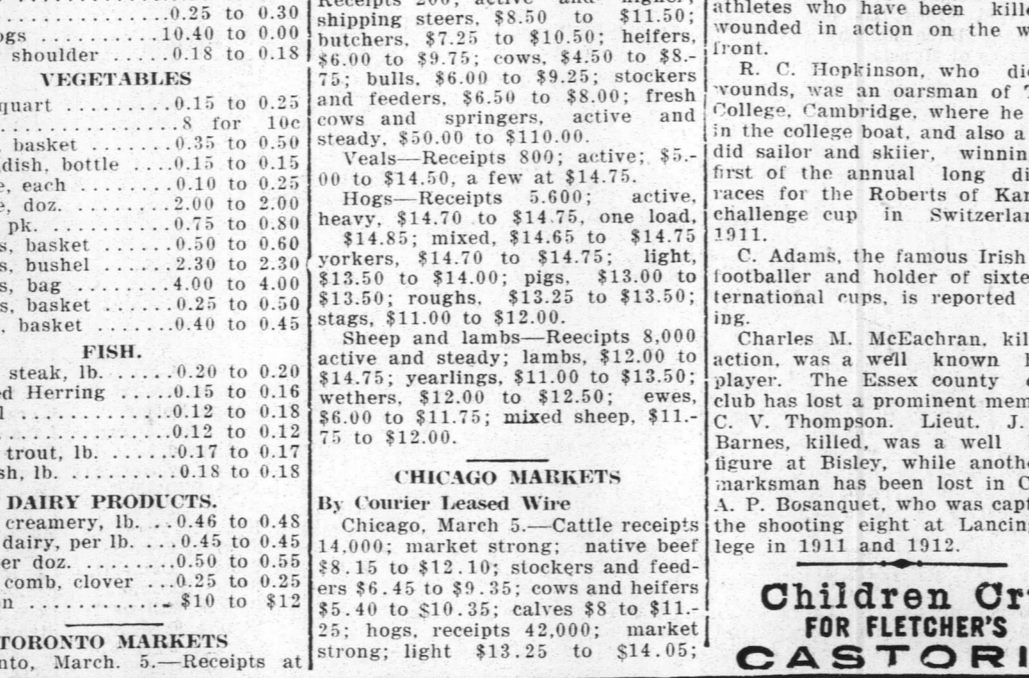 0.25 to 0.30
10.40 to 0.00
shoulder .....0.18 to 0.18
VEGETABLES
quart .........0.15 to 0.25
8 for 10c
basket ........0.35 to 0.50
dish, bottle ....0.15 to 0.15
each ........0.10 to 0.25
doz. .........2.00 to 2.00
pk. ..........0.75 to 0.80
basket ......0.50 to 0.60
bushel ......2.30 to 2.30
bag .........4.00 to 4.00
basket ......0.25 to 0.50
basket .......0.40 to 0.45
FISH.
steak, lb. ......0.20 to 0.20
Herring .....0.15 to 0.16
0.12 to 0.18
0.12 to 0.12
trout, lb. .....0.17 to 0.17
lb. ..........0.18 to 0.18
DAIRY PRODUCTS.
creamery, lb. ...0.46 to 0.48
dairy, per lb. ....0.45 to 0.45
doz. .........0.50 to 0.55
comb, clover ...0.25 to 0.25
$10 to $12
TORONTO MARKETS
March. 5.—Receipts at
Receipts 200; active and
shipping steers, $8.50 to $11.50;
butchers, $7.25 to $10.50; heifers,
$6.00 to $9.75; cows, $4.50 to $8.-
75; bulls, $6.00 to $9.25; stockers
and feeders, $6.50 to $8.00; fresh
cows and springers, active and
steady, $50.00 to $110.00.
Veals—Receipts 800; active; $5.-
00 to $14.50, a few at $14.75.
Hogs—Receipts 5.600; active,
heavy, $14.70 to $14.75, one load,
$14.85; mixed, $14.65 to $14.75
yorkers, $14.70 to $14.75; light,
$13.50 to $14.00; pigs, $13.00 to
$13.50; roughs, $13.25 to $13.50;
stags, $11.00 to $12.00.
Sheep and lambs—Reecipts 8,000
active and steady; lambs, $12.00 to
$14.75; yearlings, $11.00 to $13.50;
wethers, $12.00 to $12.50; ewes,
$6.00 to $11.75; mixed sheep, $11.-
75 to $12.00.
CHICAGO MARKETS
By Courier Leased Wire
Chicago, March 5.—Cattle receipts
14,000; market strong; native beef
$8.15 to $12.10; stockers and feed-
ers $6.45 to $9.35; cows and heifers
$5.40 to $10.35; calves $8 to $11.-
25; hogs, receipts 42,000; market
strong; light $13.25 to $14.05;
athletes who have been
wounded in action on the
front.
R. C. Hopkinson, who
wounds, was an oarsman of
College, Cambridge, where he
in the college boat, and also a
did sailor and skiier,
first of the annual long
races for the Roberts of
challenge cup in
1911.
C. Adams, the famous Irish
footballer and holder of
ternational cups, is reported
ing.
Charles M. McEachran,
action, was a well known
player. The Essex county
club has lost a prominent
C. V. Thompson. Lieut. J.
Barnes, killed, was a well
figure at Bisley, while
marksman has been lost in
A. P. Bosanquet, who was
the shooting eight at
lege in 1911 and 1912.
Children
FOR FLETCHER'S
CASTORI